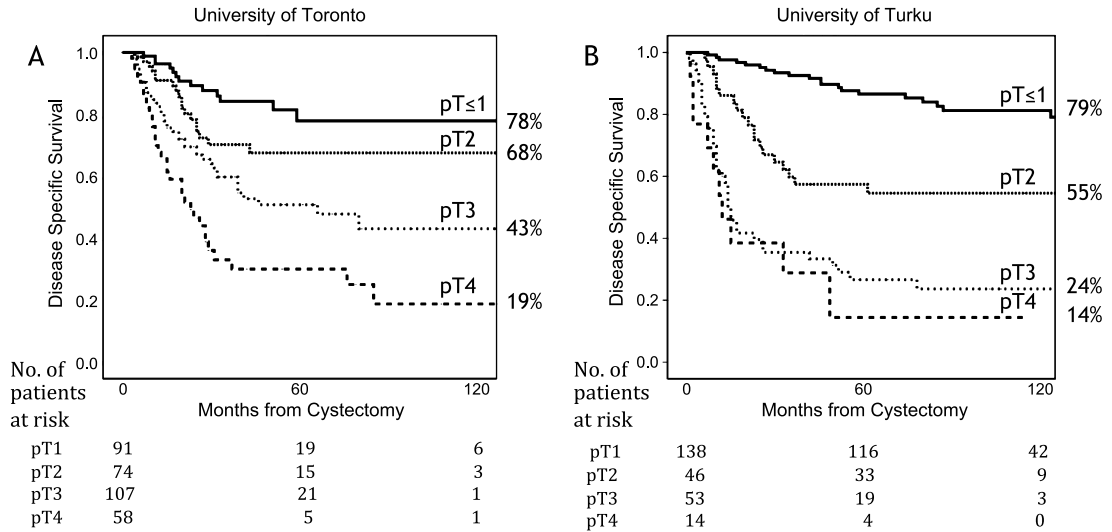 University of Toronto
A
Disease Specific Survival
1.0
0.8
0.6
0.4
0.2
0.0
pT≤1
78%
pT2
68%
pT3
43%
pT4
19%
0
60
120
Months from Cystectomy
No. of
patients
at risk
pT1 91 19 6
pT2 74 15 3
pT3 107 21 1
pT4 58 5 1
University of Turku
B
Disease Specific Survival
1.0
0.8
0.6
0.4
0.2
0.0
pT≤1
79%
pT2
55%
pT3
24%
pT4
14%
0
60
120
Months from Cystectomy
No. of
patients
at risk
pT1 138 116 42
pT2 46 33 9
pT3 53 19 3
pT4 14 4 0